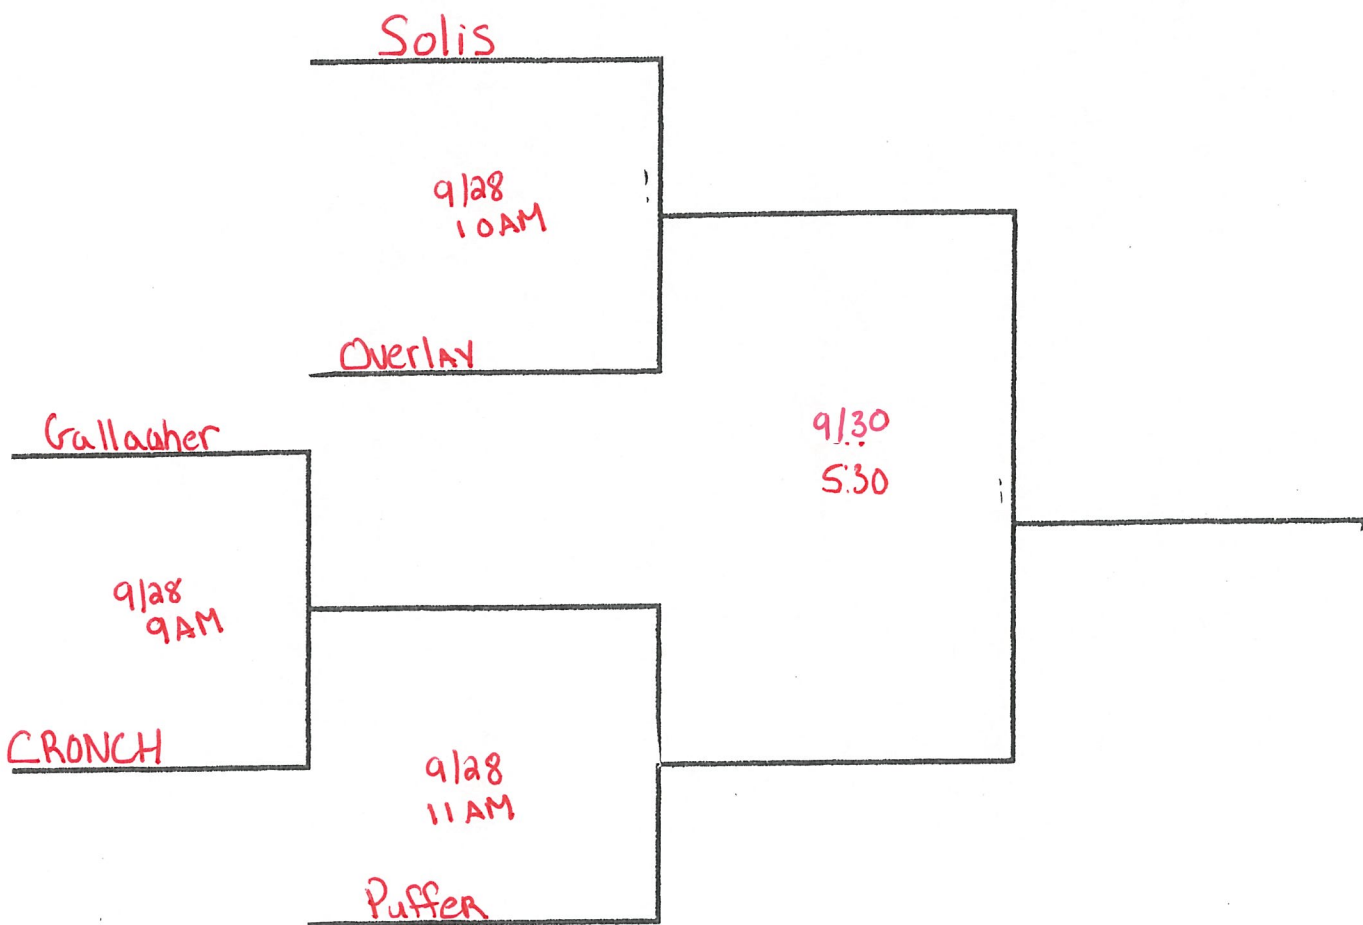 Solis
9/28
10AM
Overlay
Gallagher
9/30
5:30
9/28
9AM
CRONCH
9/28
11AM
Puffer